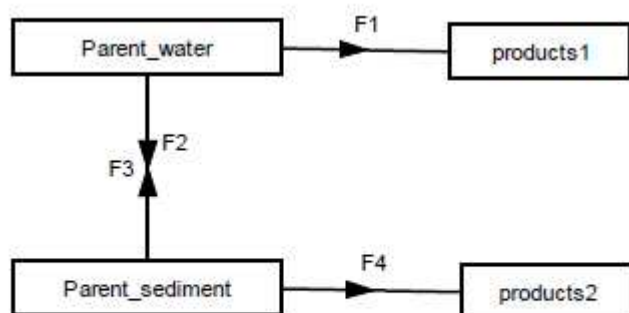 F1
Parent_water
products1
F2
F3
F4
Parent_sediment
products2